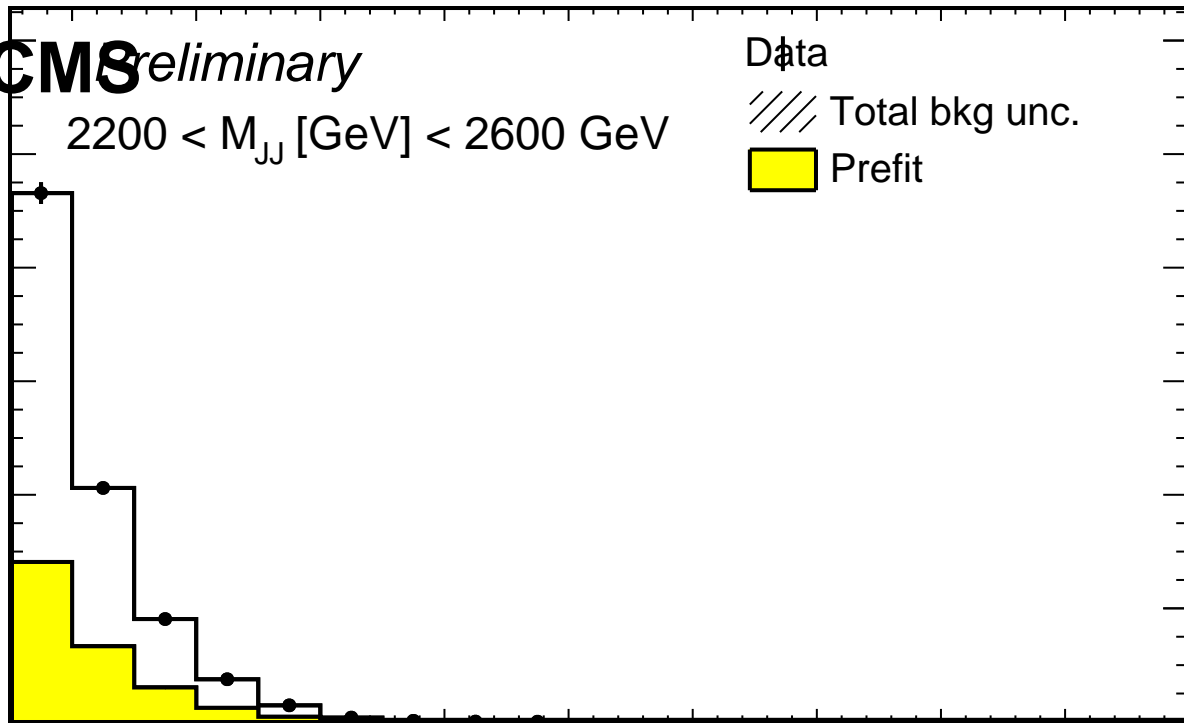 CMS Preliminary
2200 < M_JJ [GeV] < 2600 GeV
Data
Total bkg unc.
Prefit